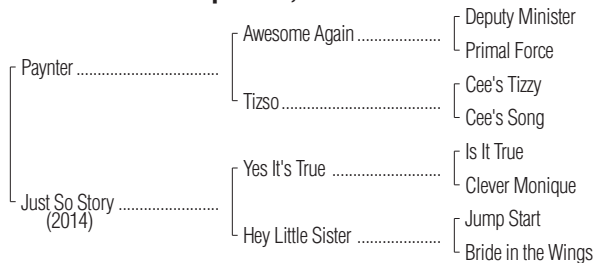 Deputy Minister
Awesome Again ....................
Primal Force
Paynter ..................................
Cee's Tizzy
Tizso ......................................
Cee's Song
Is It True
Yes It's True ..........................
Clever Monique
Just So Story ........................
(2014)
Jump Start
Hey Little Sister ....................
Bride in the Wings